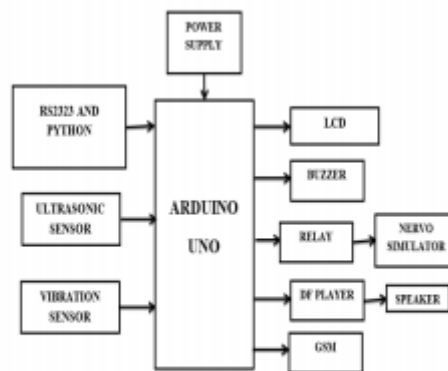 POWER
SUPPLY
RS2323 AND
PYTHON
ULTRASONIC
SENSOR
VIBRATION
SENSOR
ARDUINO
UNO
LCD
BUZZER
RELAY
NERVO
SIMULATOR
DF PLAYER
SPEAKER
GSM